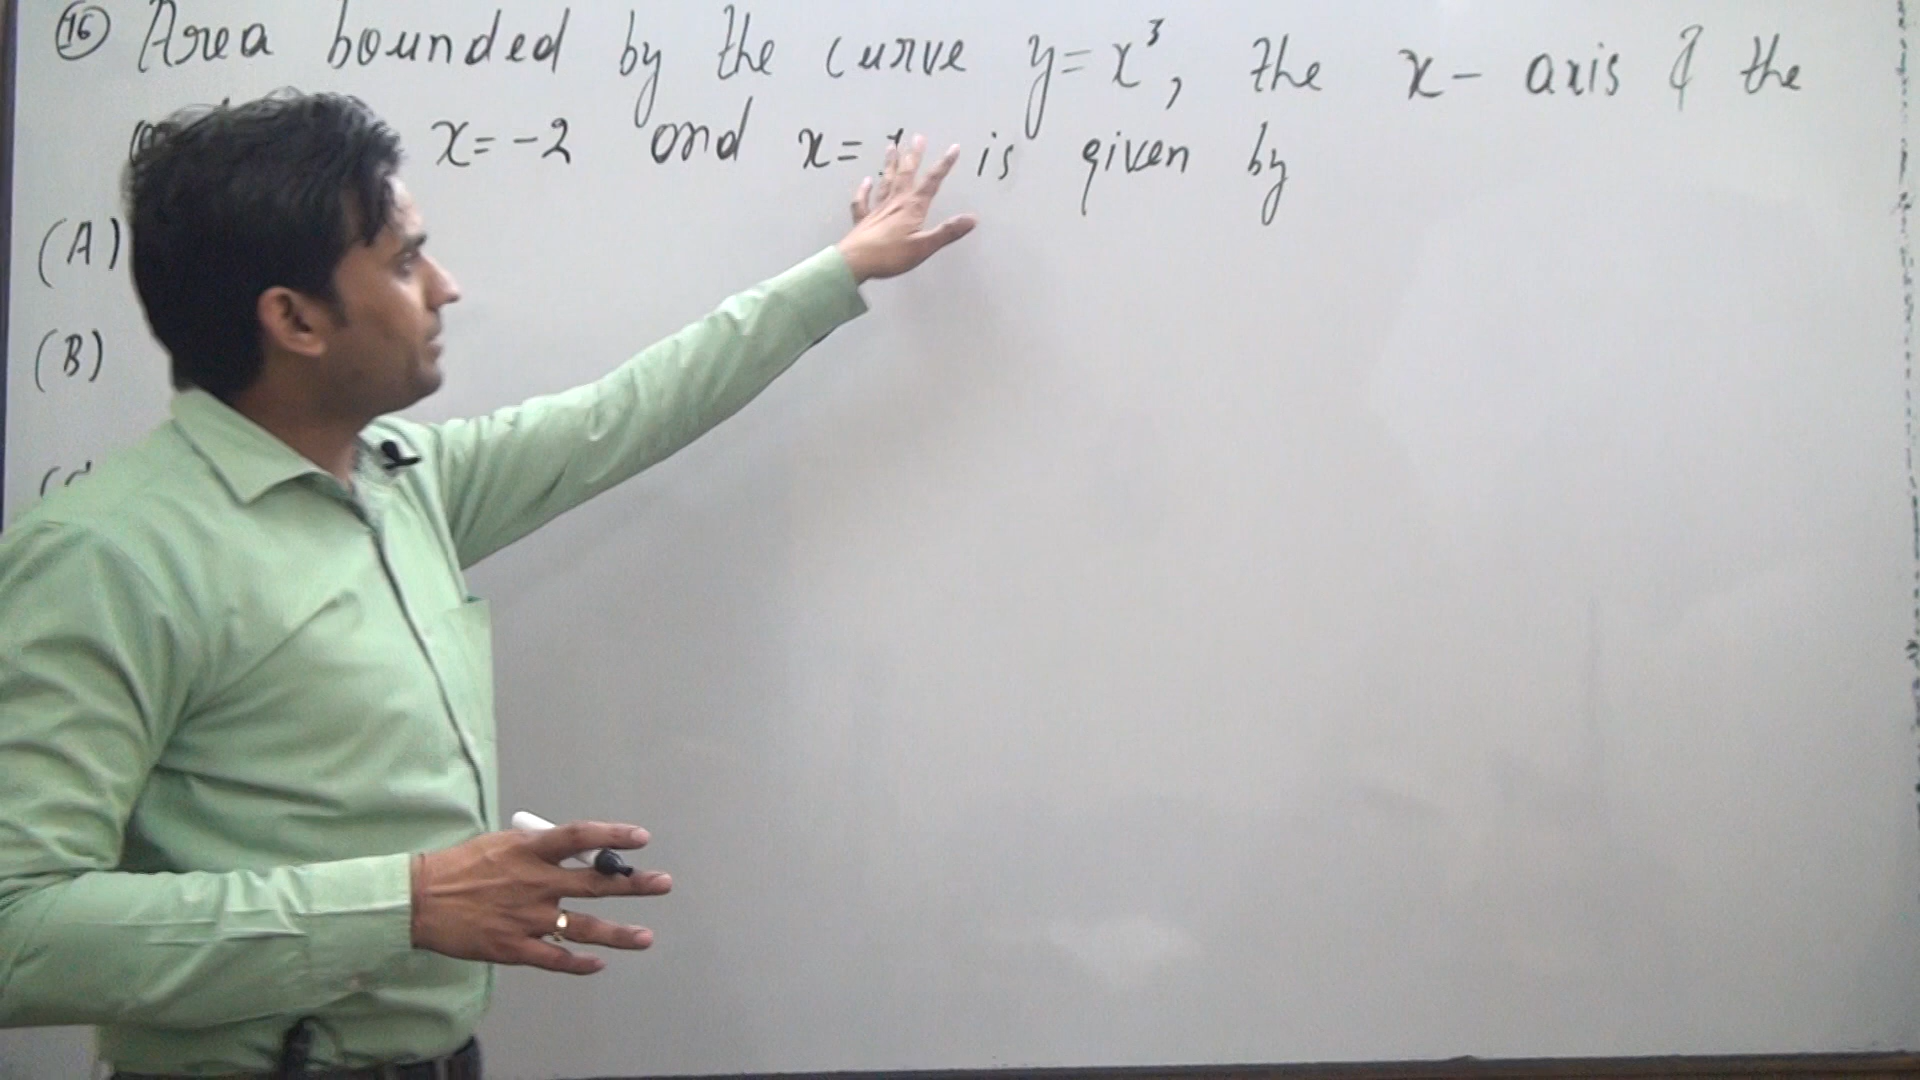 16 Area bounded by the curve y = x³, the x - axis & the
x = -2 and x = is given by
(A)
(B)